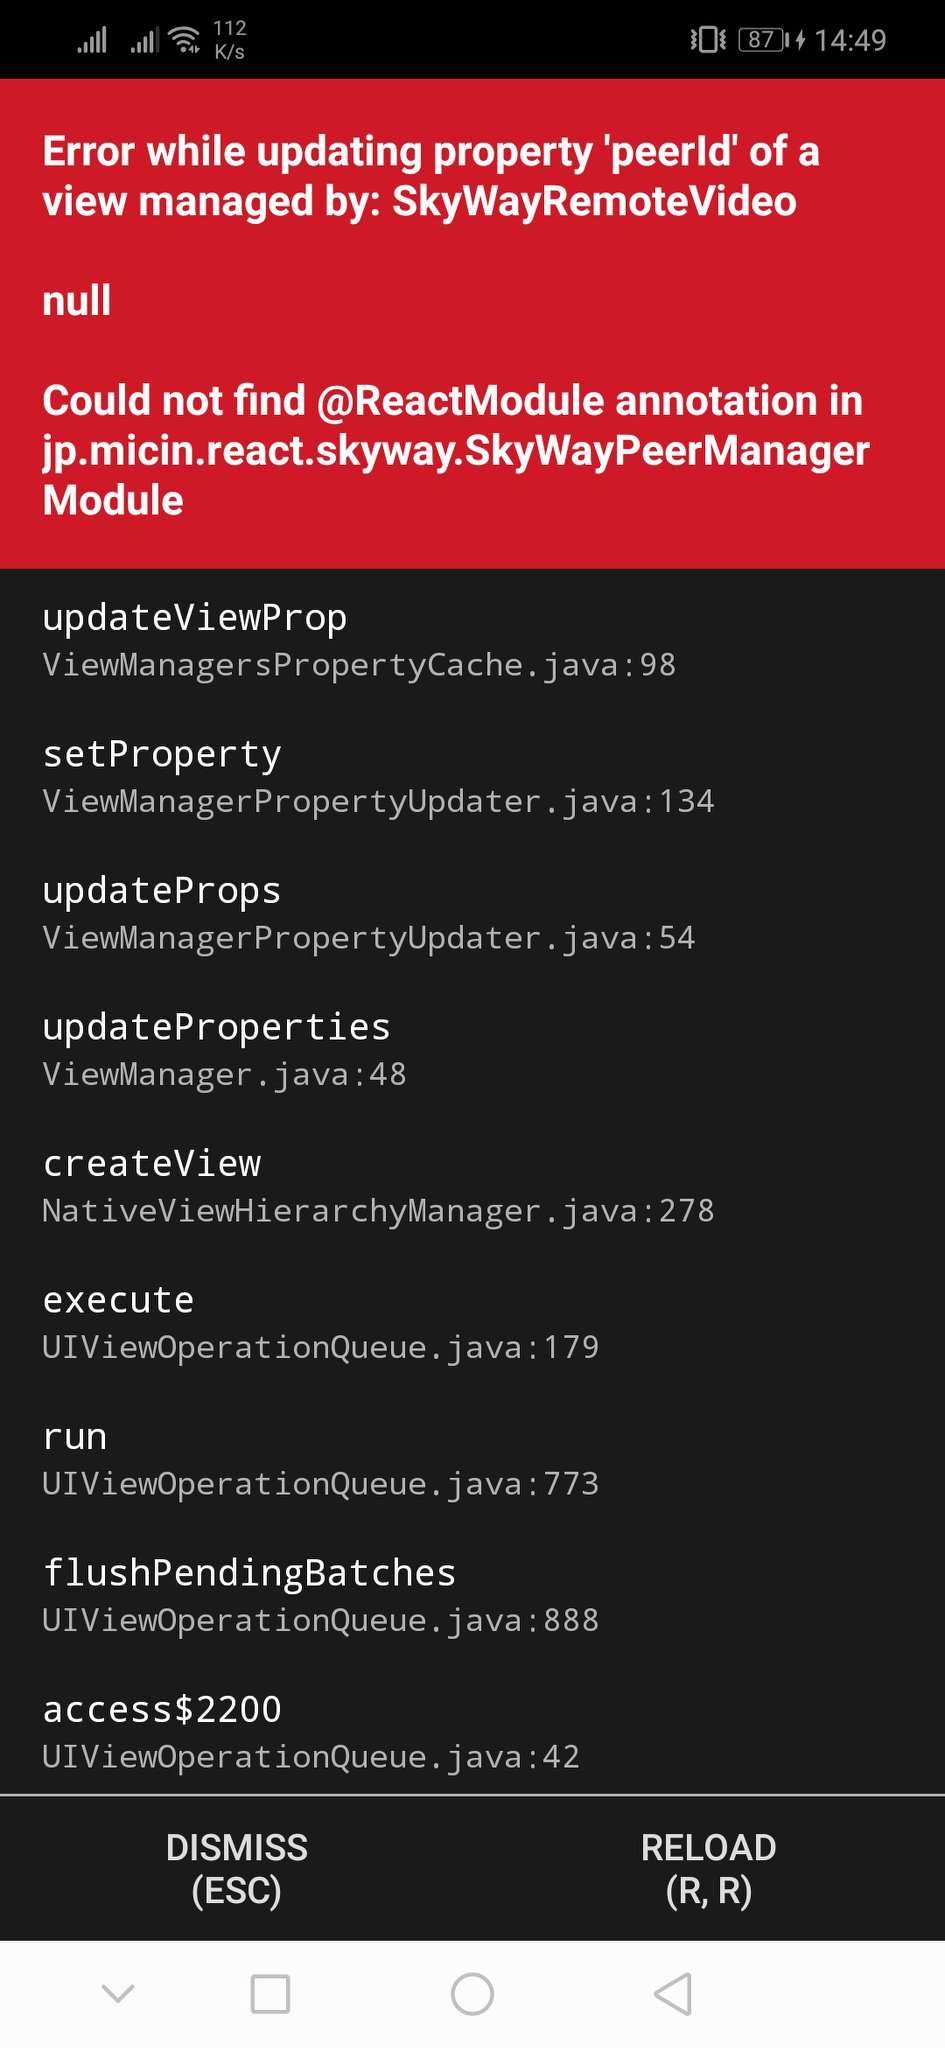 112
K/s
87
14:49
Error while updating property 'peerId' of a
view managed by: SkyWayRemoteVideo
null
Could not find @ReactModule annotation in
jp.micin.react.skyway.SkyWayPeerManager
Module
updateViewProp
ViewManagersPropertyCache.java:98
setProperty
ViewManagerPropertyUpdater.java:134
updateProps
ViewManagerPropertyUpdater.java:54
updateProperties
ViewManager.java:48
createView
NativeViewHierarchyManager.java:278
execute
UIViewOperationQueue.java:179
run
UIViewOperationQueue.java:773
flushPendingBatches
UIViewOperationQueue.java:888
access$2200
UIViewOperationQueue.java:42
DISMISS
(ESC)
RELOAD
(R, R)